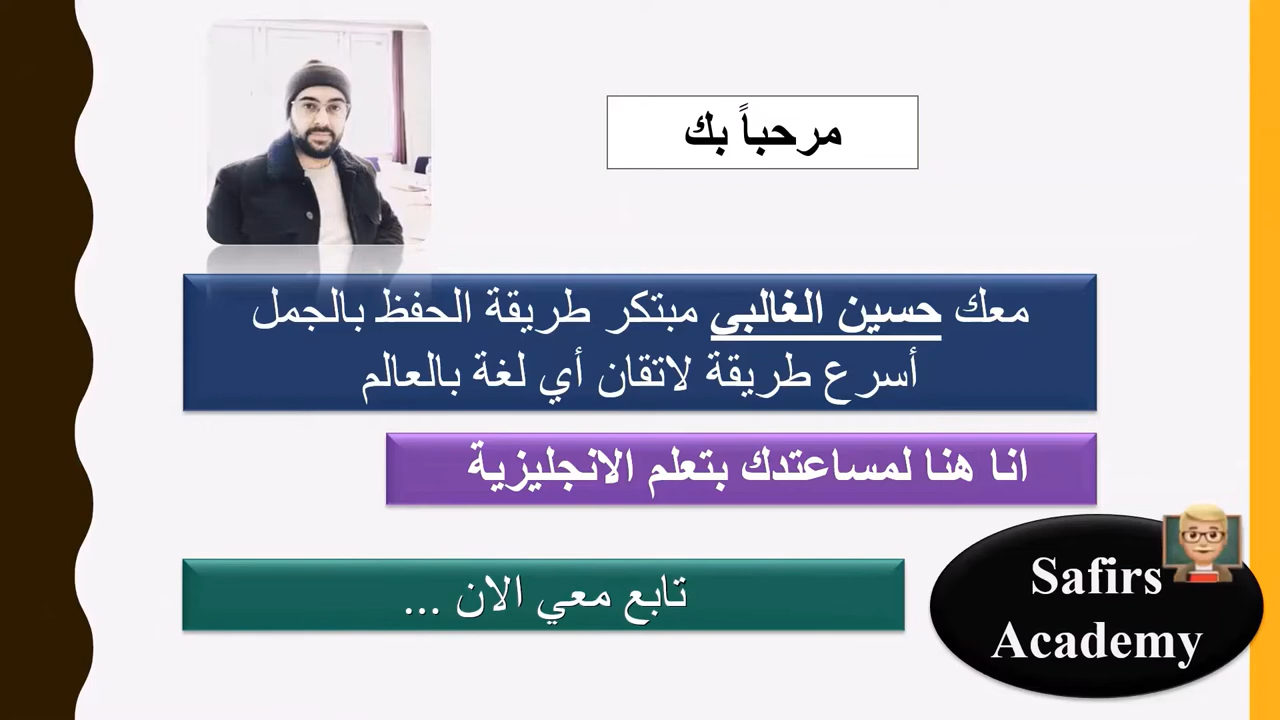 مرحباً بك
معك حسين الغالبي مبتكر طريقة الحفظ بالجمل
أسرع طريقة لاتقان أي لغة بالعالم
انا هنا لمساعتدك بتعلم الانجليزية
تابع معي الان ...
Safirs
Academy